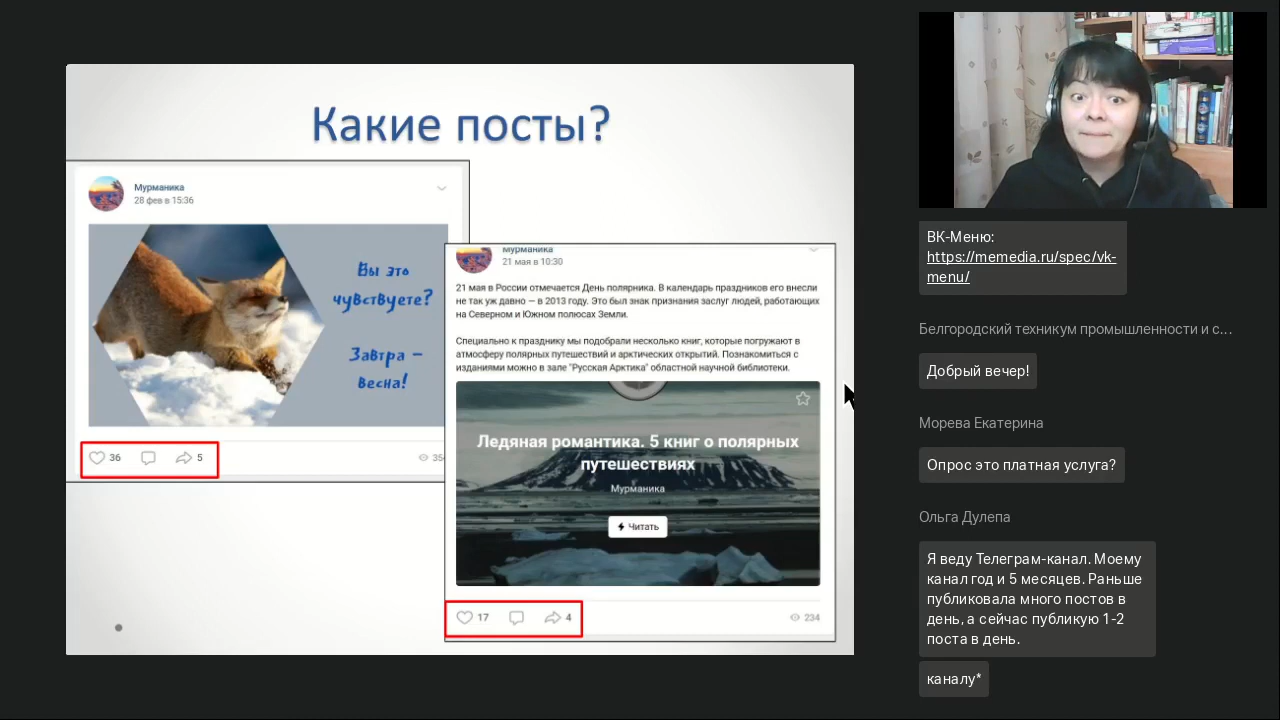 Какие посты?
Мурманика
28 фев в 15:36
Вы это
чувствуете?
Завтра –
весна!
36
5
Мурманика
21 мая в 10:30
21 мая в России отмечается День полярника. В календарь праздников его внесли
не так уж давно — в 2013 году. Это был знак признания заслуг людей, работающих
на Северном и Южном полюсах Земли.
Специально к празднику мы подобрали несколько книг, которые погружают в
атмосферу полярных путешествий и арктических открытий. Познакомиться с
изданиями можно в зале "Русская Арктика" областной научной библиотеки.
Ледяная романтика. 5 книг о полярных
путешествиях
Мурманика
Читать
17
4
234
ВК-Меню:
https://memedia.ru/spec/vk-
menu/
Белгородский техникум промышленности и с...
Добрый вечер!
Морева Екатерина
Опрос это платная услуга?
Ольга Дулепа
Я веду Телеграм-канал. Моему
канал год и 5 месяцев. Раньше
публиковала много постов в
день, а сейчас публикую 1-2
поста в день.
каналу*